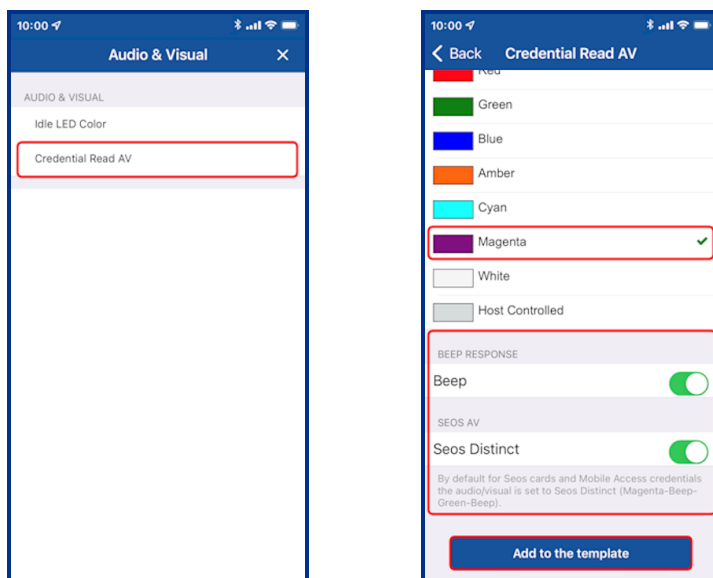 10:00
Audio & Visual
AUDIO & VISUAL
Idle LED Color
Credential Read AV
10:00
Back Credential Read AV
Red
Green
Blue
Amber
Cyan
Magenta
White
Host Controlled
BEEP RESPONSE
Beep
SEOS AV
Seos Distinct
By default for Seos cards and Mobile Access credentials
the audio/visual is set to Seos Distinct (Magenta-Beep-
Green-Beep).
Add to the template